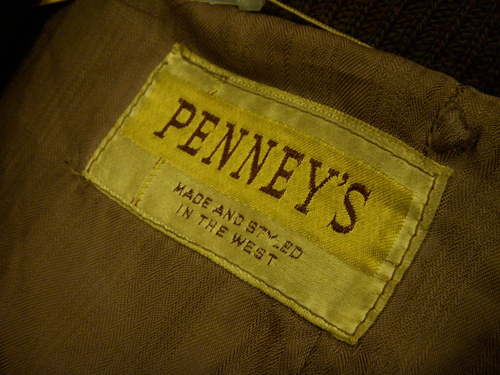 PENNEY'S
MADE AND STYLED
IN THE WEST